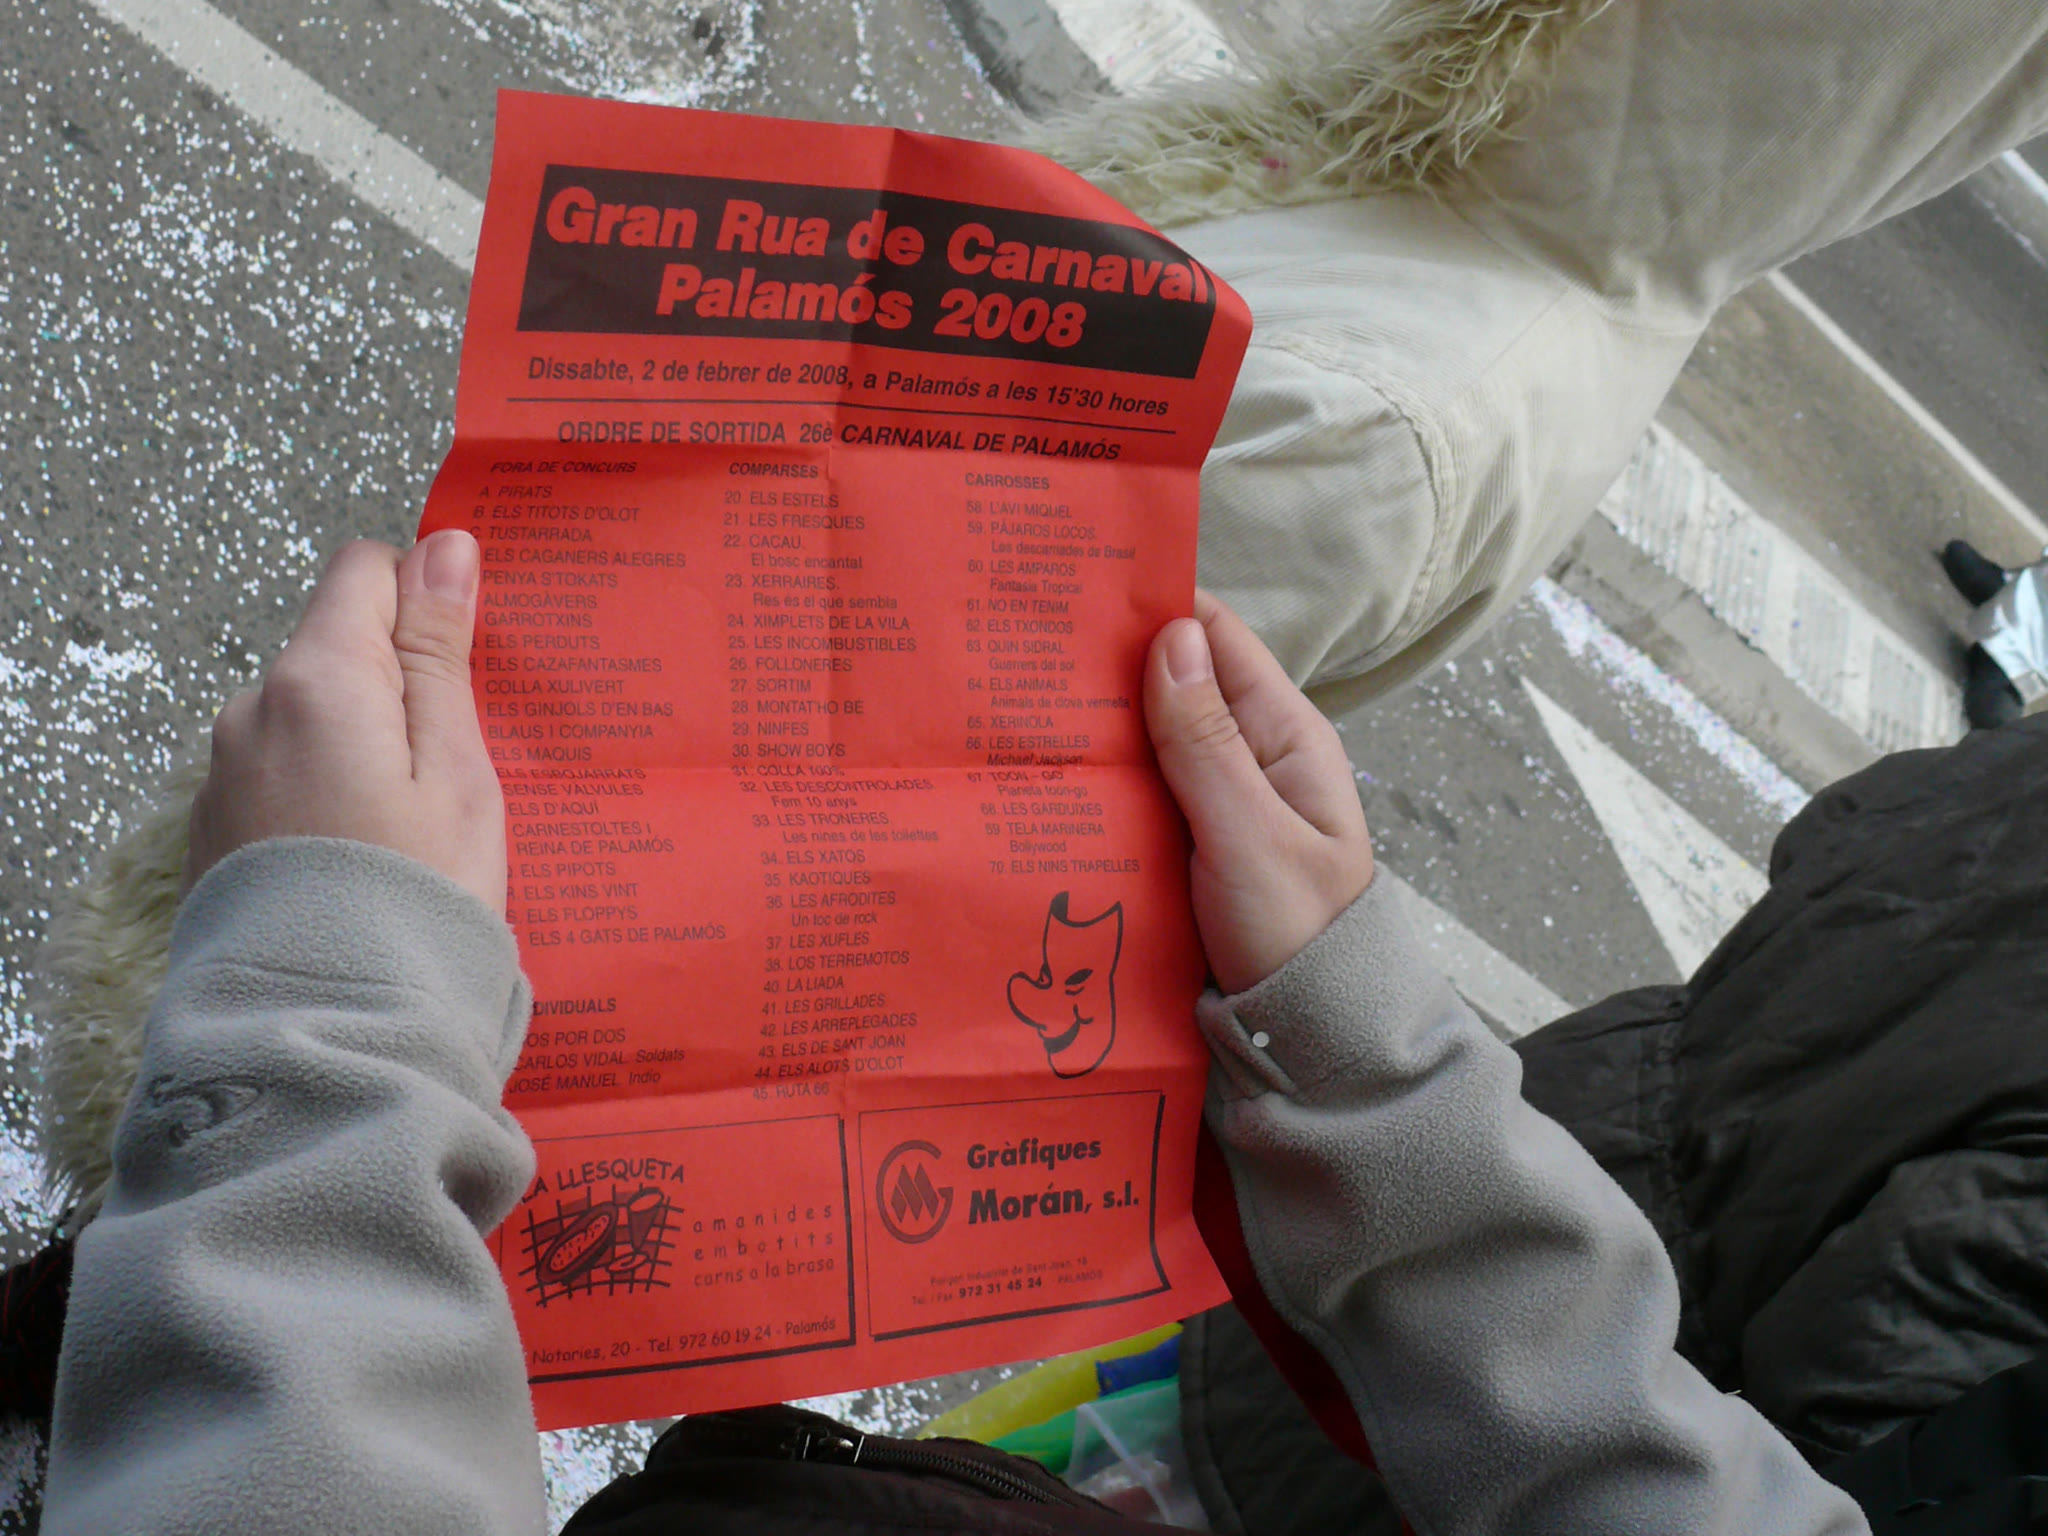 Gran Rua de Carnaval
Palamós 2008
Dissabte, 2 de febrer de 2008, a Palamós a les 15'30 hores
ORDRE DE SORTIDA 26è CARNAVAL DE PALAMÓS
FORA DE CONCURS
A. PIRATS
B. ELS TITOTS D'OLOT
C. TUSTARRADA
ELS CAGANERS ALEGRES
PENYA S'TOKATS
ALMOGÀVERS
GARROTXINS
ELS PERDUTS
H. ELS CAZAFANTASMES
COLLA XULIVERT
ELS GINJOLS D'EN BAS
BLAUS I COMPANYIA
ELS MAQUIS
ELS ESBOJARRATS
SENSE VALVULES
ELS D'AQUÍ
CARNESTOLTES I
REINA DE PALAMÓS
Q. ELS PIPOTS
R. ELS KINS VINT
S. ELS FLOPPYS
ELS 4 GATS DE PALAMÓS
DIVIDUALS
OS POR DOS
CARLOS VIDAL. Soldats
JOSÉ MANUEL. Indio
COMPARSES
20. ELS ESTELS
21. LES FRESQUES
22. CACAU.
El bosc encantat
23. XERRAIRES.
Res es el que sembla
24. XIMPLETS DE LA VILA
25. LES INCOMBUSTIBLES
26. FOLLONERES
27. SORTIM
28. MONTAT'HO BE
29. NINFES
30. SHOW BOYS
31. COLLA 100%
32. LES DESCONTROLADES
Fem 10 anys
33. LES TRONERES.
Les nines de les toilettes
34. ELS XATOS
35. KAOTIQUES
36. LES AFRODITES
Un toc de rock
37. LES XUFLES
38. LOS TERREMOTOS
40. LA LIADA
41. LES GRILLADES
42. LES ARREPLEGADES
43. ELS DE SANT JOAN
44. ELS ALOTS D'OLOT
45. RUTA 66
CARROSSES
58. L'AVI MIQUEL
59. PÁJAROS LOCOS.
Les descarriades de Brasil
60. LES AMPAROS
Fantasia Tropical
61. NO EN TENIM
62. ELS TXONDOS
63. QUIN SIDRAL
Guerrers del sol
64. ELS ANIMALS
Animals de clova vermella
65. XERINOLA
66. LES ESTRELLES
Michael Jackson
67. TOON - GO
Planeta toon-go
68. LES GARDUIXES
69 TELA MARINERA
Bollywood
70. ELS NINS TRAPELLES
LA LLESQUETA
amanides
embotits
carns a la brasa
Notaries, 20 - Tel. 972 60 19 24 - Palamós
Gràfiques
Morán, s.l.
Polígon Industrial de Sant Joan, 18
Tel. / Fax 972 31 45 24 - PALAMÓS